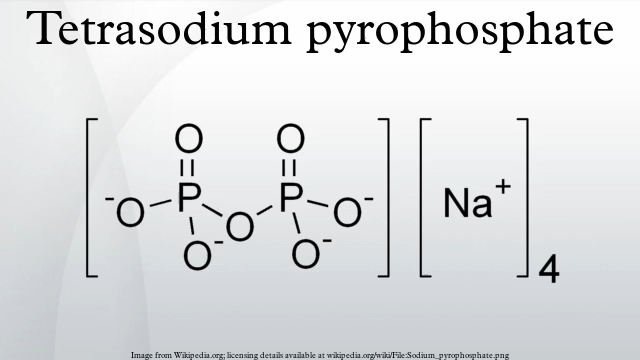 Tetrasodium pyrophosphate
O O
-O P P O- Na+
O
O- O-
4
Image from Wikipedia.org; licensing details available at wikipedia.org/wiki/File:Sodium_pyrophosphate.png